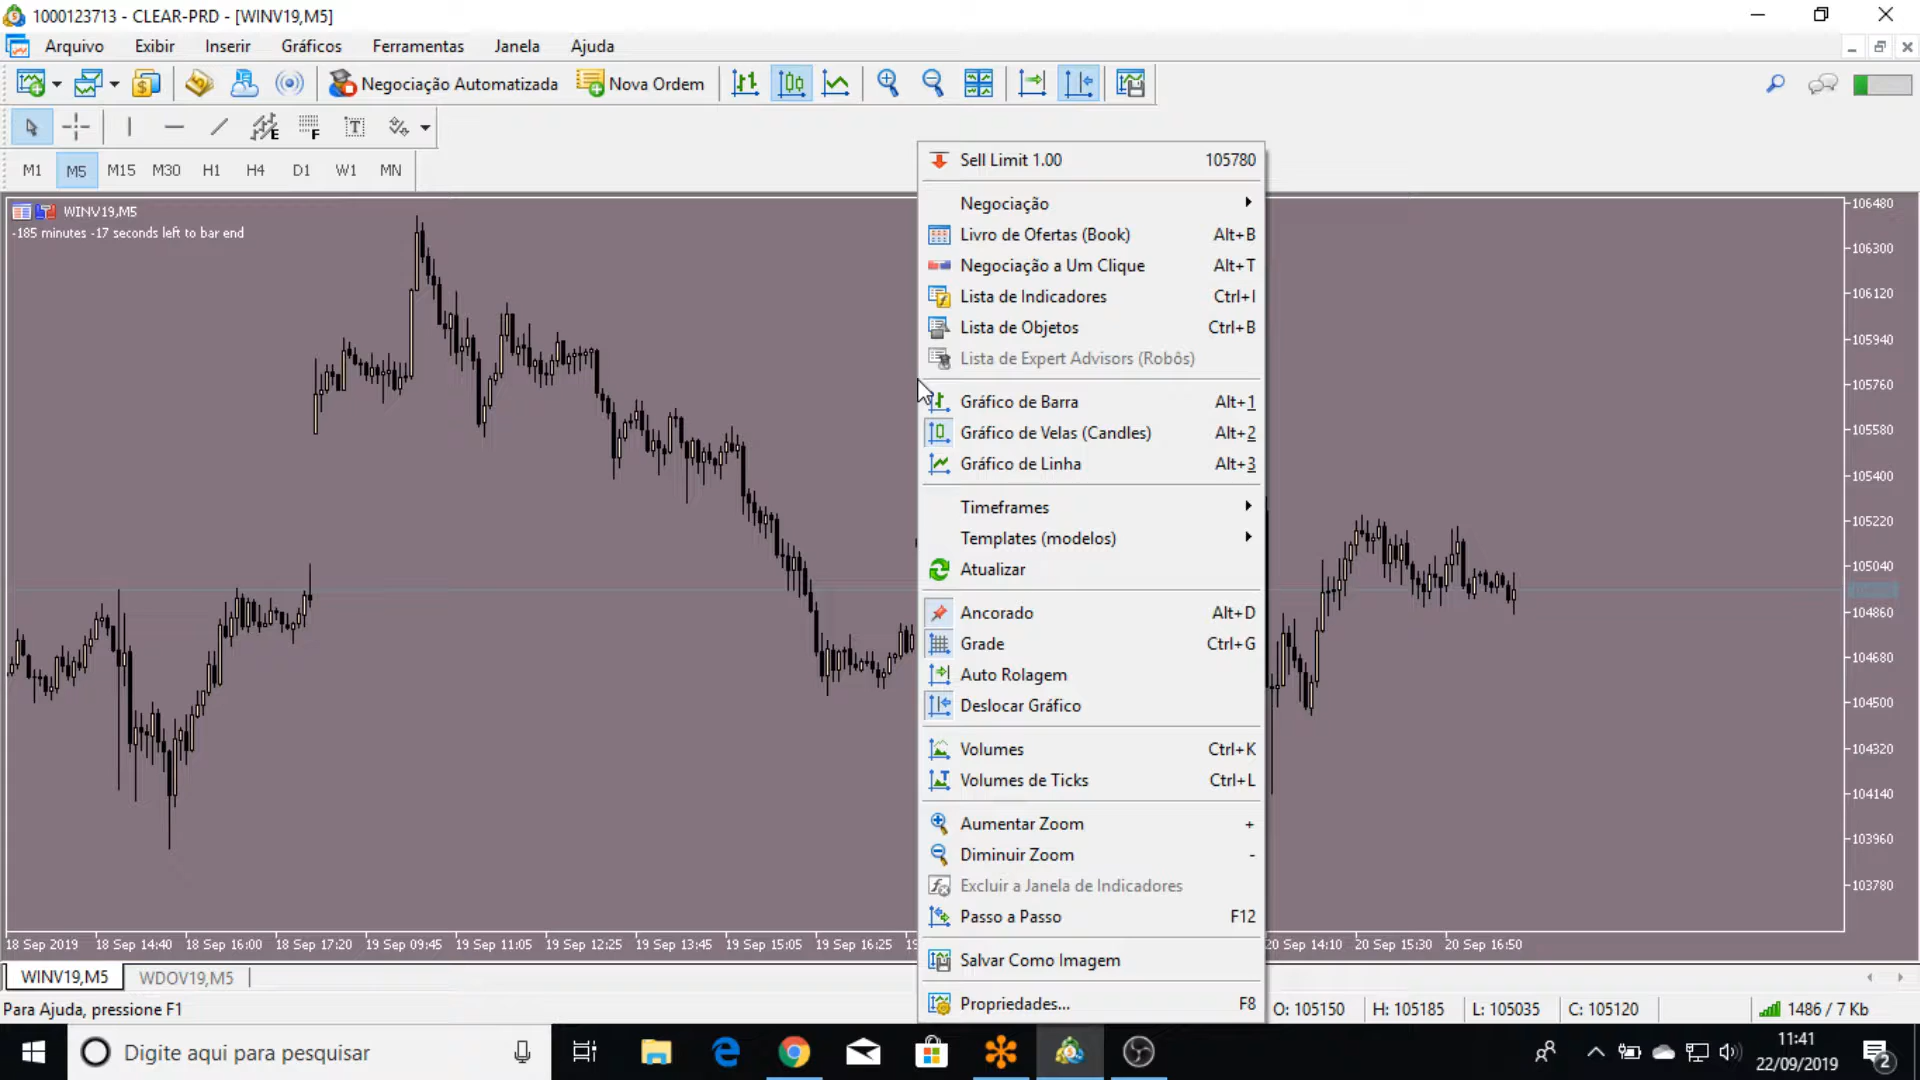 1000123713 - CLEAR-PRD - [WINV19,M5]
Arquivo Exibir Inserir Gráficos Ferramentas Janela Ajuda
Negociação Automatizada Nova Ordem
E F T
M1 M5 M15 M30 H1 H4 D1 W1 MN
WINV19,M5
-185 minutes -17 seconds left to bar end
Sell Limit 1.00 105780
Negociação
Livro de Ofertas (Book) Alt+B
Negociação a Um Clique Alt+T
Lista de Indicadores Ctrl+I
Lista de Objetos Ctrl+B
Lista de Expert Advisors (Robôs)
Gráfico de Barra Alt+1
Gráfico de Velas (Candles) Alt+2
Gráfico de Linha Alt+3
Timeframes
Templates (modelos)
Atualizar
Ancorado Alt+D
Grade Ctrl+G
Auto Rolagem
Deslocar Gráfico
Volumes Ctrl+K
Volumes de Ticks Ctrl+L
Aumentar Zoom +
Diminuir Zoom -
Excluir a Janela de Indicadores
Passo a Passo F12
Salvar Como Imagem
Propriedades... F8
106480
106300
106120
105940
105760
105580
105400
105220
105040
104860
104680
104500
104320
104140
103960
103780
18 Sep 2019 18 Sep 14:40 18 Sep 16:00 18 Sep 17:20 19 Sep 09:45 19 Sep 11:05 19 Sep 12:25 19 Sep 13:45 19 Sep 15:05 19 Sep 16:25 20 Sep 14:10 20 Sep 15:30 20 Sep 16:50
WINV19,M5 WDOV19,M5
Para Ajuda, pressione F1 O: 105150 H: 105185 L: 105035 C: 105120 1486 / 7 Kb
Digite aqui para pesquisar
11:41
22/09/2019
2